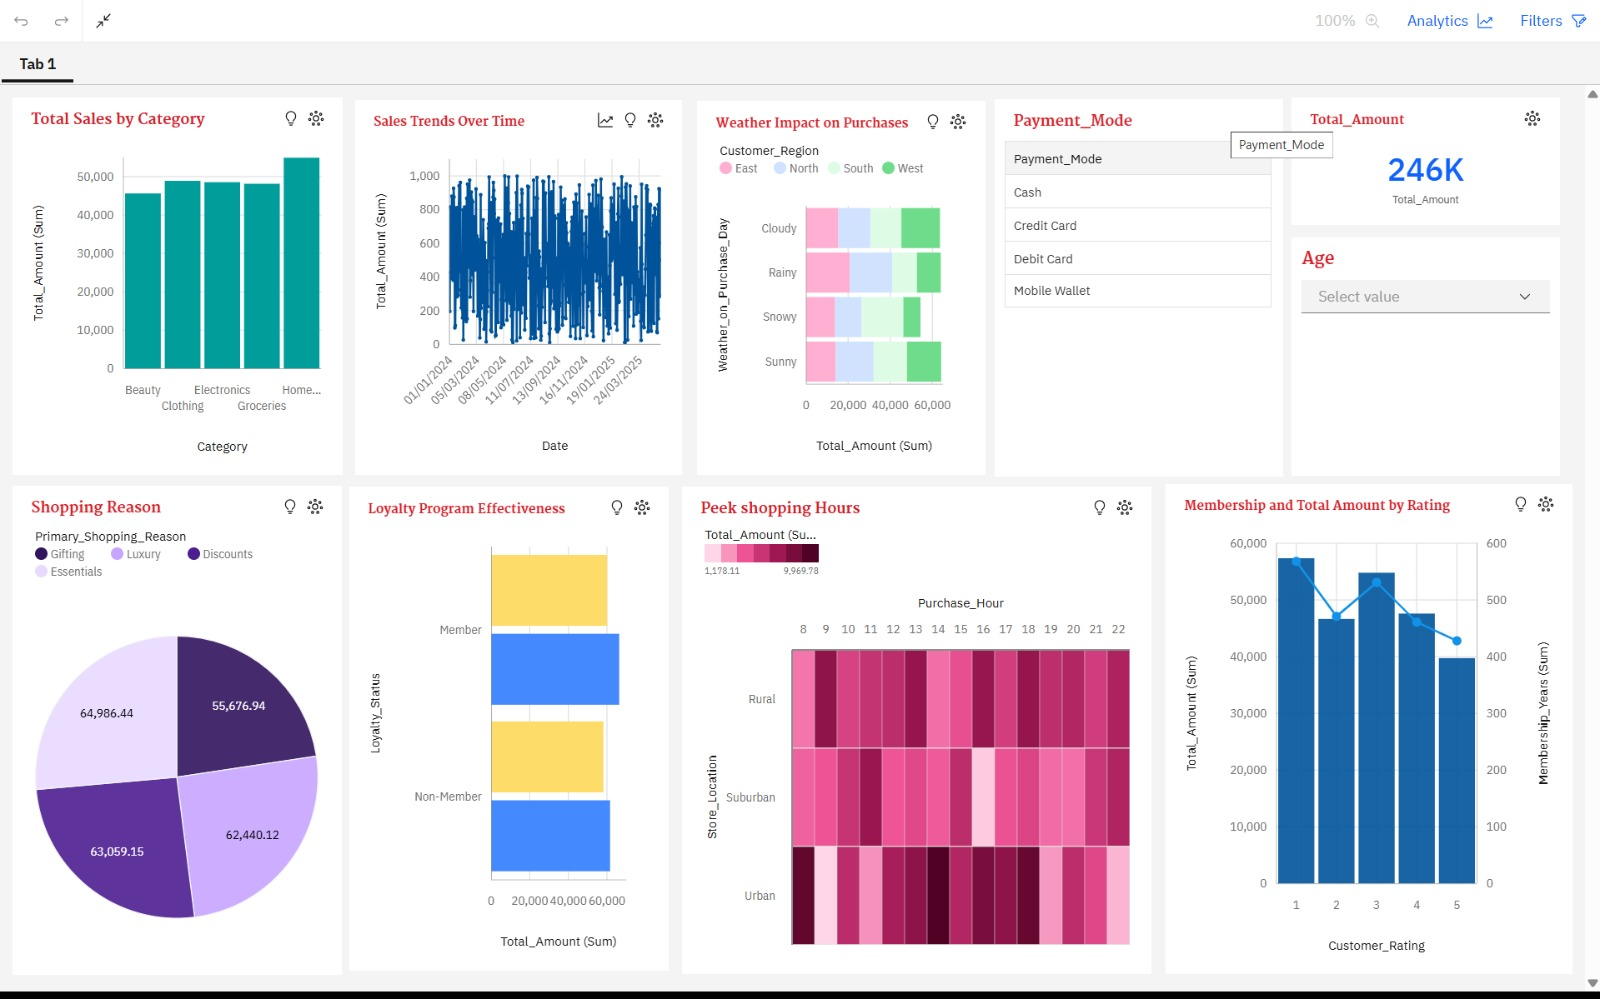 100%
Analytics
Filters
Tab 1
Total Sales by Category
Total_Amount (Sum)
50,000
40,000
30,000
20,000
10,000
0
Beauty
Electronics
Home...
Clothing
Groceries
Category
Sales Trends Over Time
Total_Amount (Sum)
1,000
800
600
400
200
0
01/01/2024
05/03/2024
08/05/2024
11/07/2024
13/09/2024
16/11/2024
19/01/2025
24/03/2025
Date
Weather Impact on Purchases
Customer_Region
East North South West
Weather_on_Purchase_Day
Cloudy
Rainy
Snowy
Sunny
0 20,000 40,000 60,000
Total_Amount (Sum)
Payment_Mode
Payment_Mode
Payment_Mode
Cash
Credit Card
Debit Card
Mobile Wallet
Total_Amount
246K
Total_Amount
Age
Select value
Shopping Reason
Primary_Shopping_Reason
Gifting Luxury Discounts
Essentials
64,986.44
55,676.94
63,059.15
62,440.12
Loyalty Program Effectiveness
Loyalty_Status
Member
Non-Member
0 20,000 40,000 60,000
Total_Amount (Sum)
Peek shopping Hours
Total_Amount (Su...
1,178.11 9,969.78
Purchase_Hour
8 9 10 11 12 13 14 15 16 17 18 19 20 21 22
Store_Location
Rural
Suburban
Urban
Membership and Total Amount by Rating
Total_Amount (Sum)
60,000
50,000
40,000
30,000
20,000
10,000
0
600
500
400
300
200
100
0
Membership_Years (Sum)
1 2 3 4 5
Customer_Rating